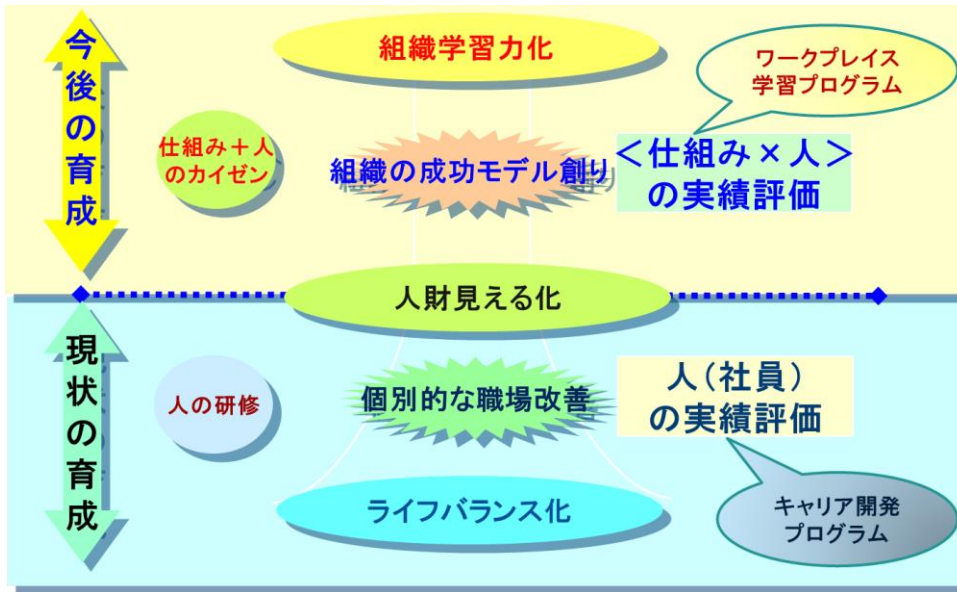 今後の育成
組織学習力化
ワークプレイス
学習プログラム
仕組み＋人
のカイゼン
組織の成功モデル創り
＜仕組み×人＞
の実績評価
人財見える化
現状の育成
人の研修
個別的な職場改善
人（社員）
の実績評価
ライフバランス化
キャリア開発
プログラム